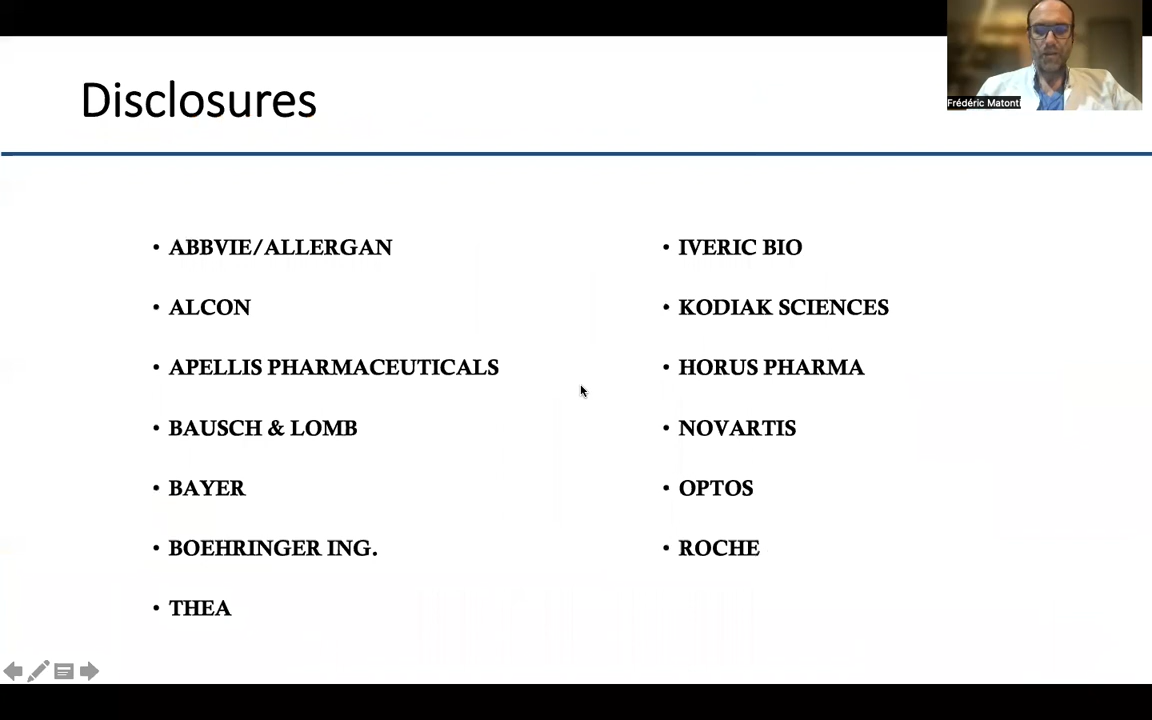 Disclosures
Frédéric Matonti
• ABBVIE/ALLERGAN
• ALCON
• APELLIS PHARMACEUTICALS
• BAUSCH & LOMB
• BAYER
• BOEHRINGER ING.
• THEA
• IVERIC BIO
• KODIAK SCIENCES
• HORUS PHARMA
• NOVARTIS
• OPTOS
• ROCHE